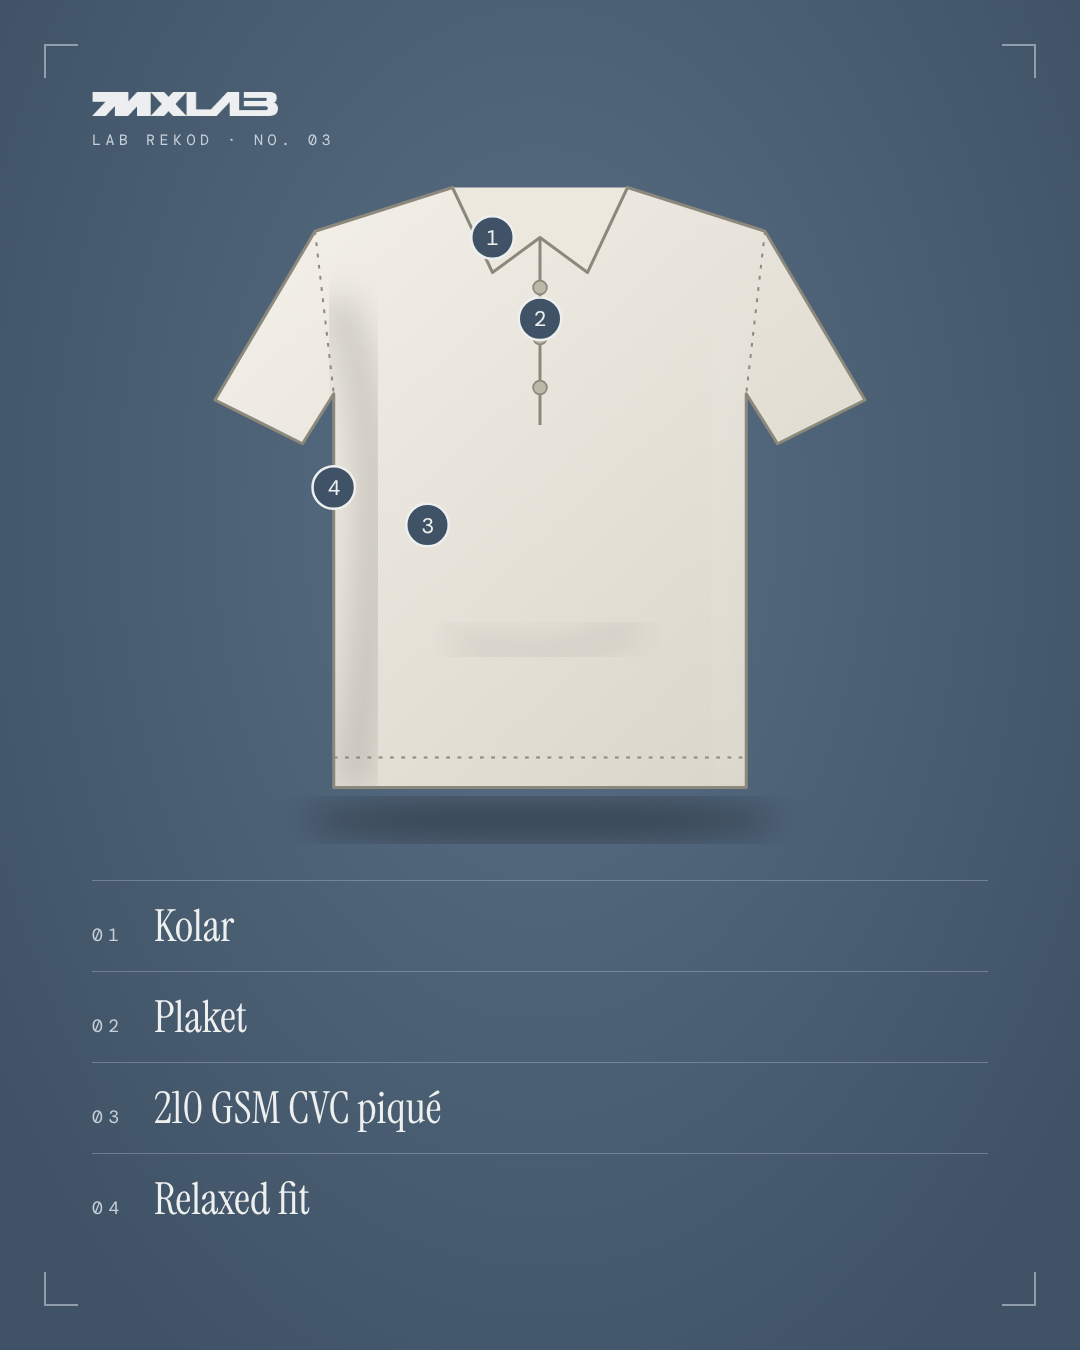 7MXLAB
LAB REKOD · NO. 03
1
2
4
3
01 Kolar
02 Plaket
03 210 GSM CVC piqué
04 Relaxed fit